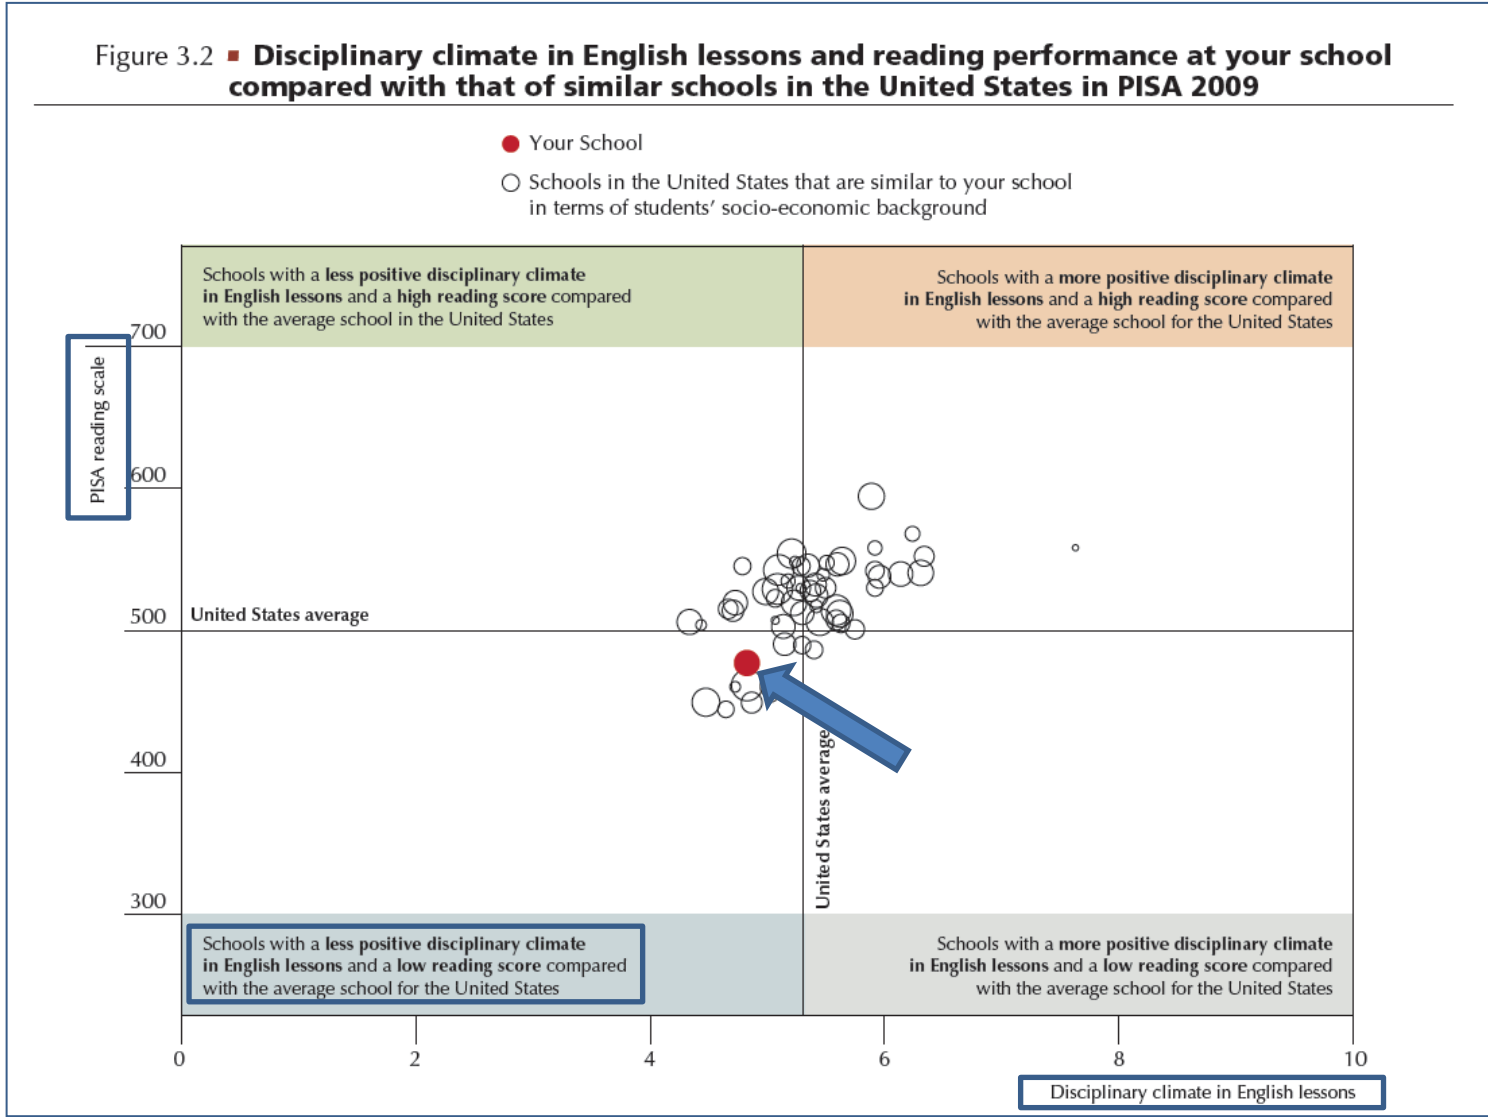 Figure 3.2 ▪ Disciplinary climate in English lessons and reading performance at your school
compared with that of similar schools in the United States in PISA 2009
Your School
Schools in the United States that are similar to your school
in terms of students’ socio-economic background
Schools with a less positive disciplinary climate
in English lessons and a high reading score compared
with the average school in the United States
Schools with a more positive disciplinary climate
in English lessons and a high reading score compared
with the average school for the United States
PISA reading scale
700
600
500
400
300
United States average
United States average
Schools with a less positive disciplinary climate
in English lessons and a low reading score compared
with the average school for the United States
Schools with a more positive disciplinary climate
in English lessons and a low reading score compared
with the average school for the United States
0 2 4 6 8 10
Disciplinary climate in English lessons